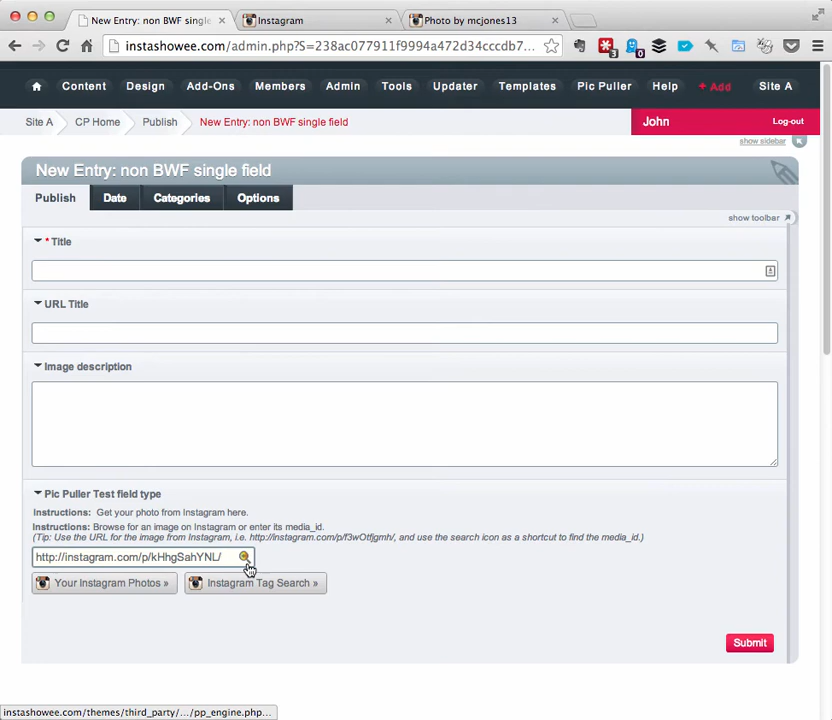 New Entry: non BWF single
Instagram
Photo by mcjones13
instashowee.com/admin.php?S=238ac077911f9994a472d34cccdb7...
3
0
Content Design Add-Ons Members Admin Tools Updater Templates Pic Puller Help + Add Site A
Site A CP Home Publish New Entry: non BWF single field
John Log-out
show sidebar
New Entry: non BWF single field
Publish Date Categories Options
show toolbar
* Title
URL Title
Image description
Pic Puller Test field type
Instructions: Get your photo from Instagram here.
Instructions: Browse for an image on Instagram or enter its media_id.
(Tip: Use the URL for the image from Instagram, i.e. http://instagram.com/p/f3wOtfjgmh/, and use the search icon as a shortcut to find the media_id.)
http://instagram.com/p/kHhgSahYNL/
Your Instagram Photos »
Instagram Tag Search »
Submit
instashowee.com/themes/third_party/.../pp_engine.php...